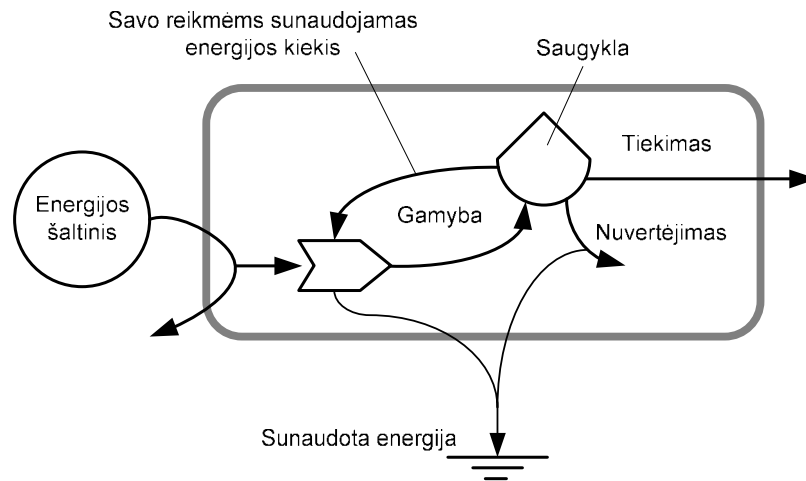 Savo reikmėms sunaudojamas
energijos kiekis
Saugykla
Tiekimas
Energijos
šaltinis
Gamyba
Nuvertėjimas
Sunaudota energija